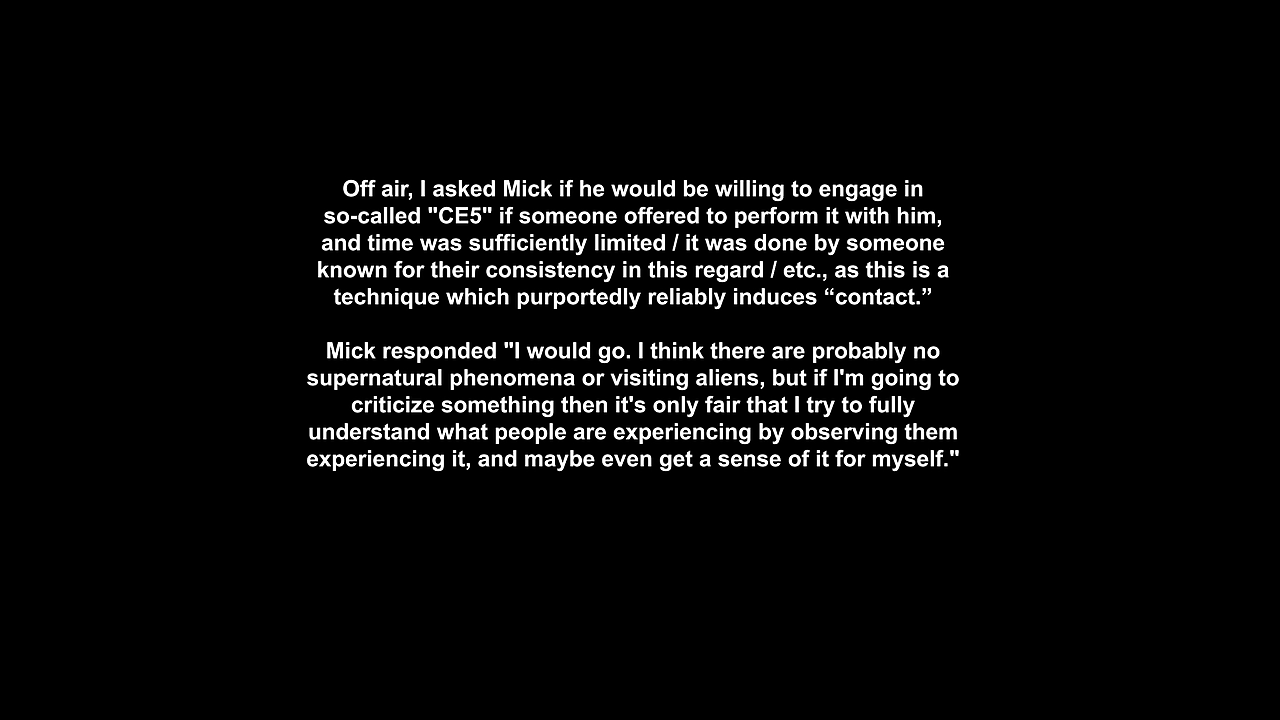 Off air, I asked Mick if he would be willing to engage in
so-called "CE5" if someone offered to perform it with him,
and time was sufficiently limited / it was done by someone
known for their consistency in this regard / etc., as this is a
technique which purportedly reliably induces “contact.”
Mick responded "I would go. I think there are probably no
supernatural phenomena or visiting aliens, but if I'm going to
criticize something then it's only fair that I try to fully
understand what people are experiencing by observing them
experiencing it, and maybe even get a sense of it for myself."